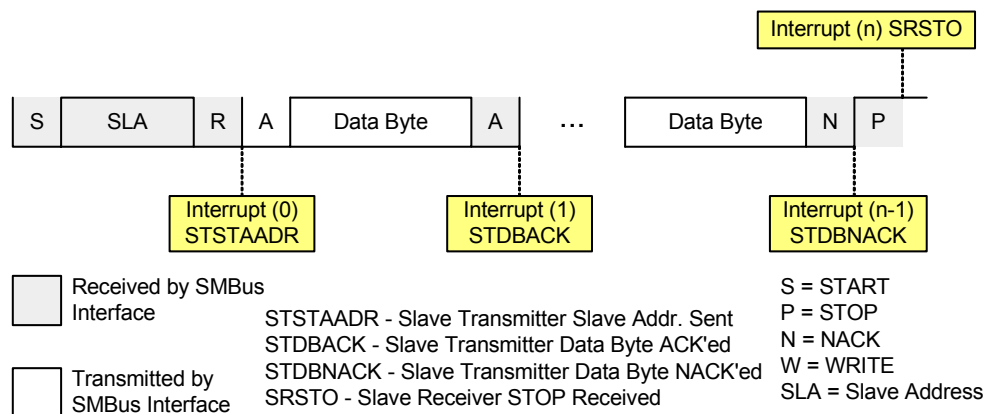 Interrupt (n) SRSTO
S SLA R A Data Byte A ... Data Byte N P
Interrupt (0)
STSTAADR
Interrupt (1)
STDBACK
Interrupt (n-1)
STDBNACK
Received by SMBus
Interface
Transmitted by
SMBus Interface
STSTAADR - Slave Transmitter Slave Addr. Sent
STDBACK - Slave Transmitter Data Byte ACK'ed
STDBNACK - Slave Transmitter Data Byte NACK'ed
SRSTO - Slave Receiver STOP Received
S = START
P = STOP
N = NACK
W = WRITE
SLA = Slave Address